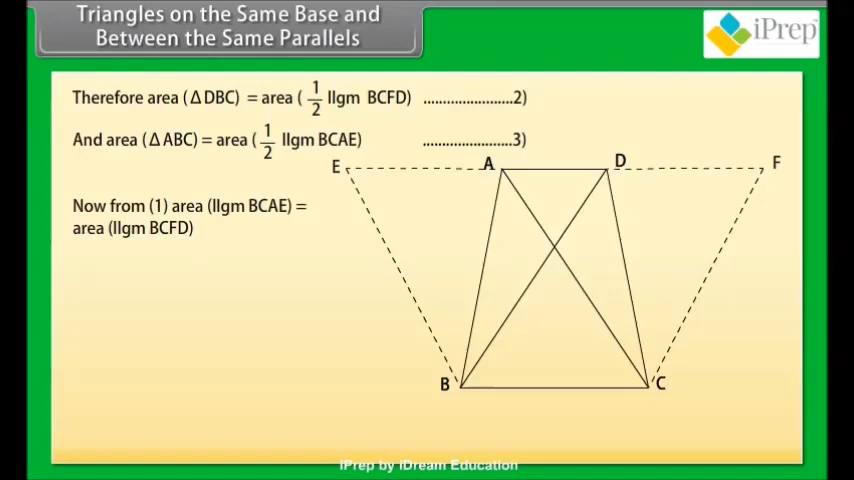 Triangles on the Same Base and
Between the Same Parallels
iPrep
Therefore area (ΔDBC) = area ( 1/2 llgm BCFD) .......................2)
And area (ΔABC) = area ( 1/2 llgm BCAE) .....................3)
E A D F
Now from (1) area (llgm BCAE) =
area (llgm BCFD)
B C
iPrep by iDream Education